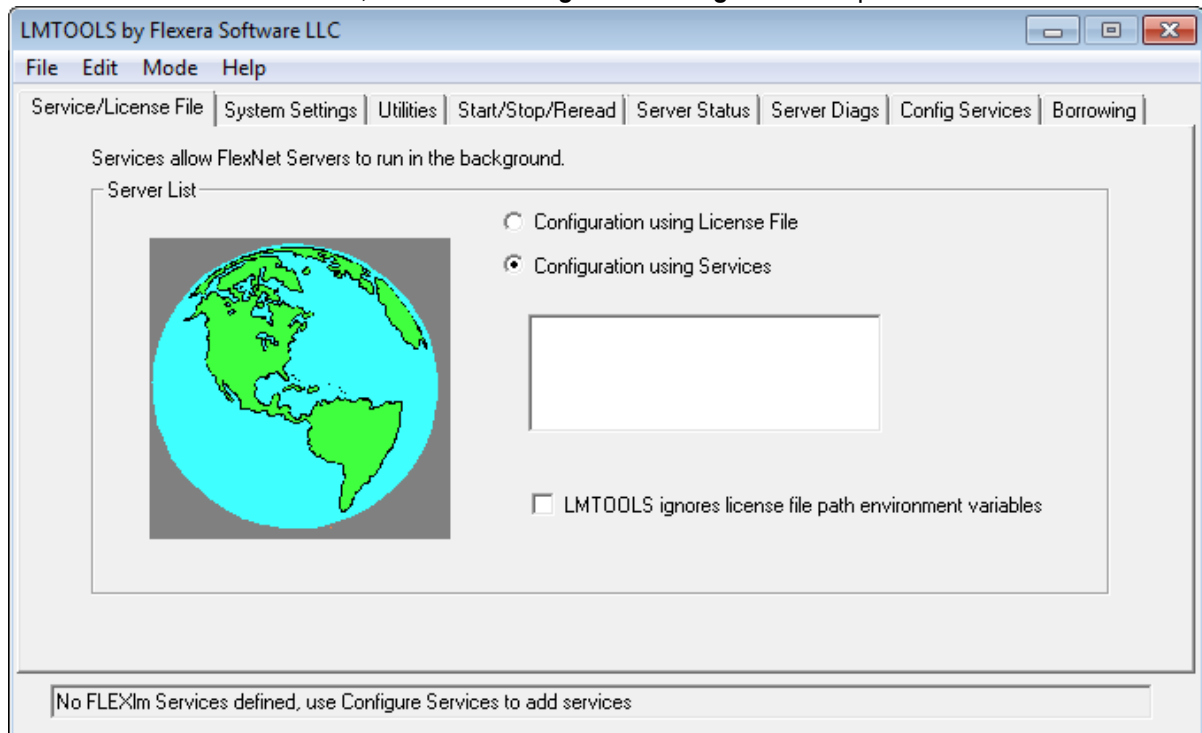 LMTOOLS by Flexera Software LLC
File Edit Mode Help
Service/License File System Settings Utilities Start/Stop/Reread Server Status Server Diags Config Services Borrowing
Services allow FlexNet Servers to run in the background.
Server List
Configuration using License File
Configuration using Services
LMTOOLS ignores license file path environment variables
No FLEXlm Services defined, use Configure Services to add services